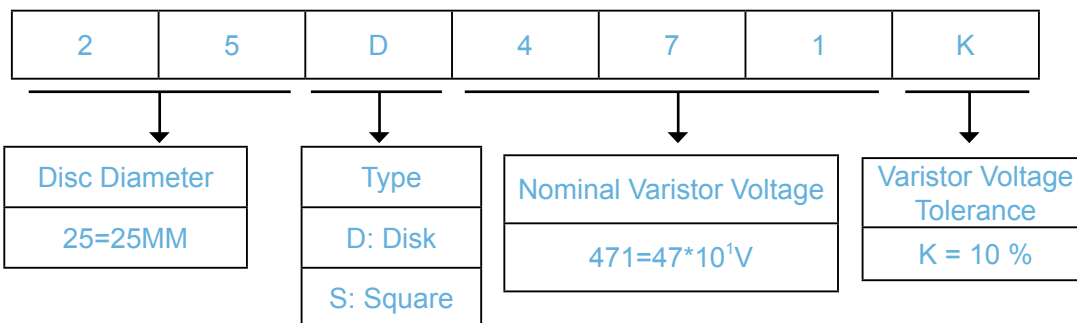 2 5 D 4 7 1 K
Disc Diameter
25=25MM
Type
D: Disk
S: Square
Nominal Varistor Voltage
471=47*10¹V
Varistor Voltage
Tolerance
K = 10 %